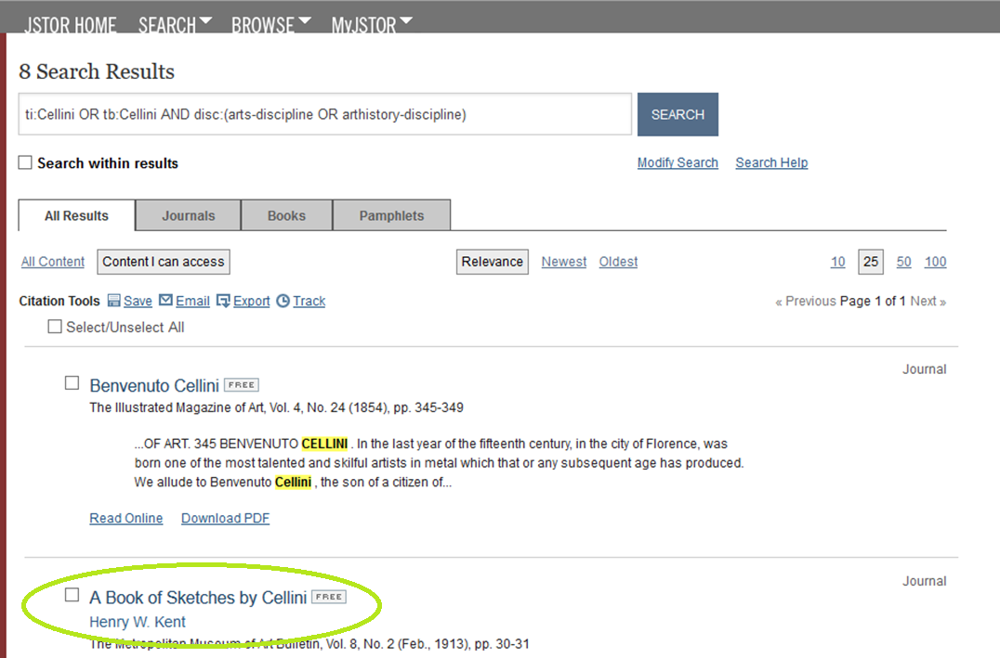 JSTOR HOME SEARCH BROWSE MyJSTOR
8 Search Results
ti:Cellini OR tb:Cellini AND disc:(arts-discipline OR arthistory-discipline)
SEARCH
Search within results
Modify Search Search Help
All Results Journals Books Pamphlets
All Content Content I can access Relevance Newest Oldest 10 25 50 100
Citation Tools Save Email Export Track « Previous Page 1 of 1 Next »
Select/Unselect All
Journal
Benvenuto Cellini FREE
The Illustrated Magazine of Art, Vol. 4, No. 24 (1854), pp. 345-349
...OF ART. 345 BENVENUTO CELLINI . In the last year of the fifteenth century, in the city of Florence, was
born one of the most talented and skilful artists in metal which that or any subsequent age has produced.
We allude to Benvenuto Cellini , the son of a citizen of...
Read Online Download PDF
Journal
A Book of Sketches by Cellini FREE
Henry W. Kent
The Metropolitan Museum of Art Bulletin, Vol. 8, No. 2 (Feb., 1913), pp. 30-31